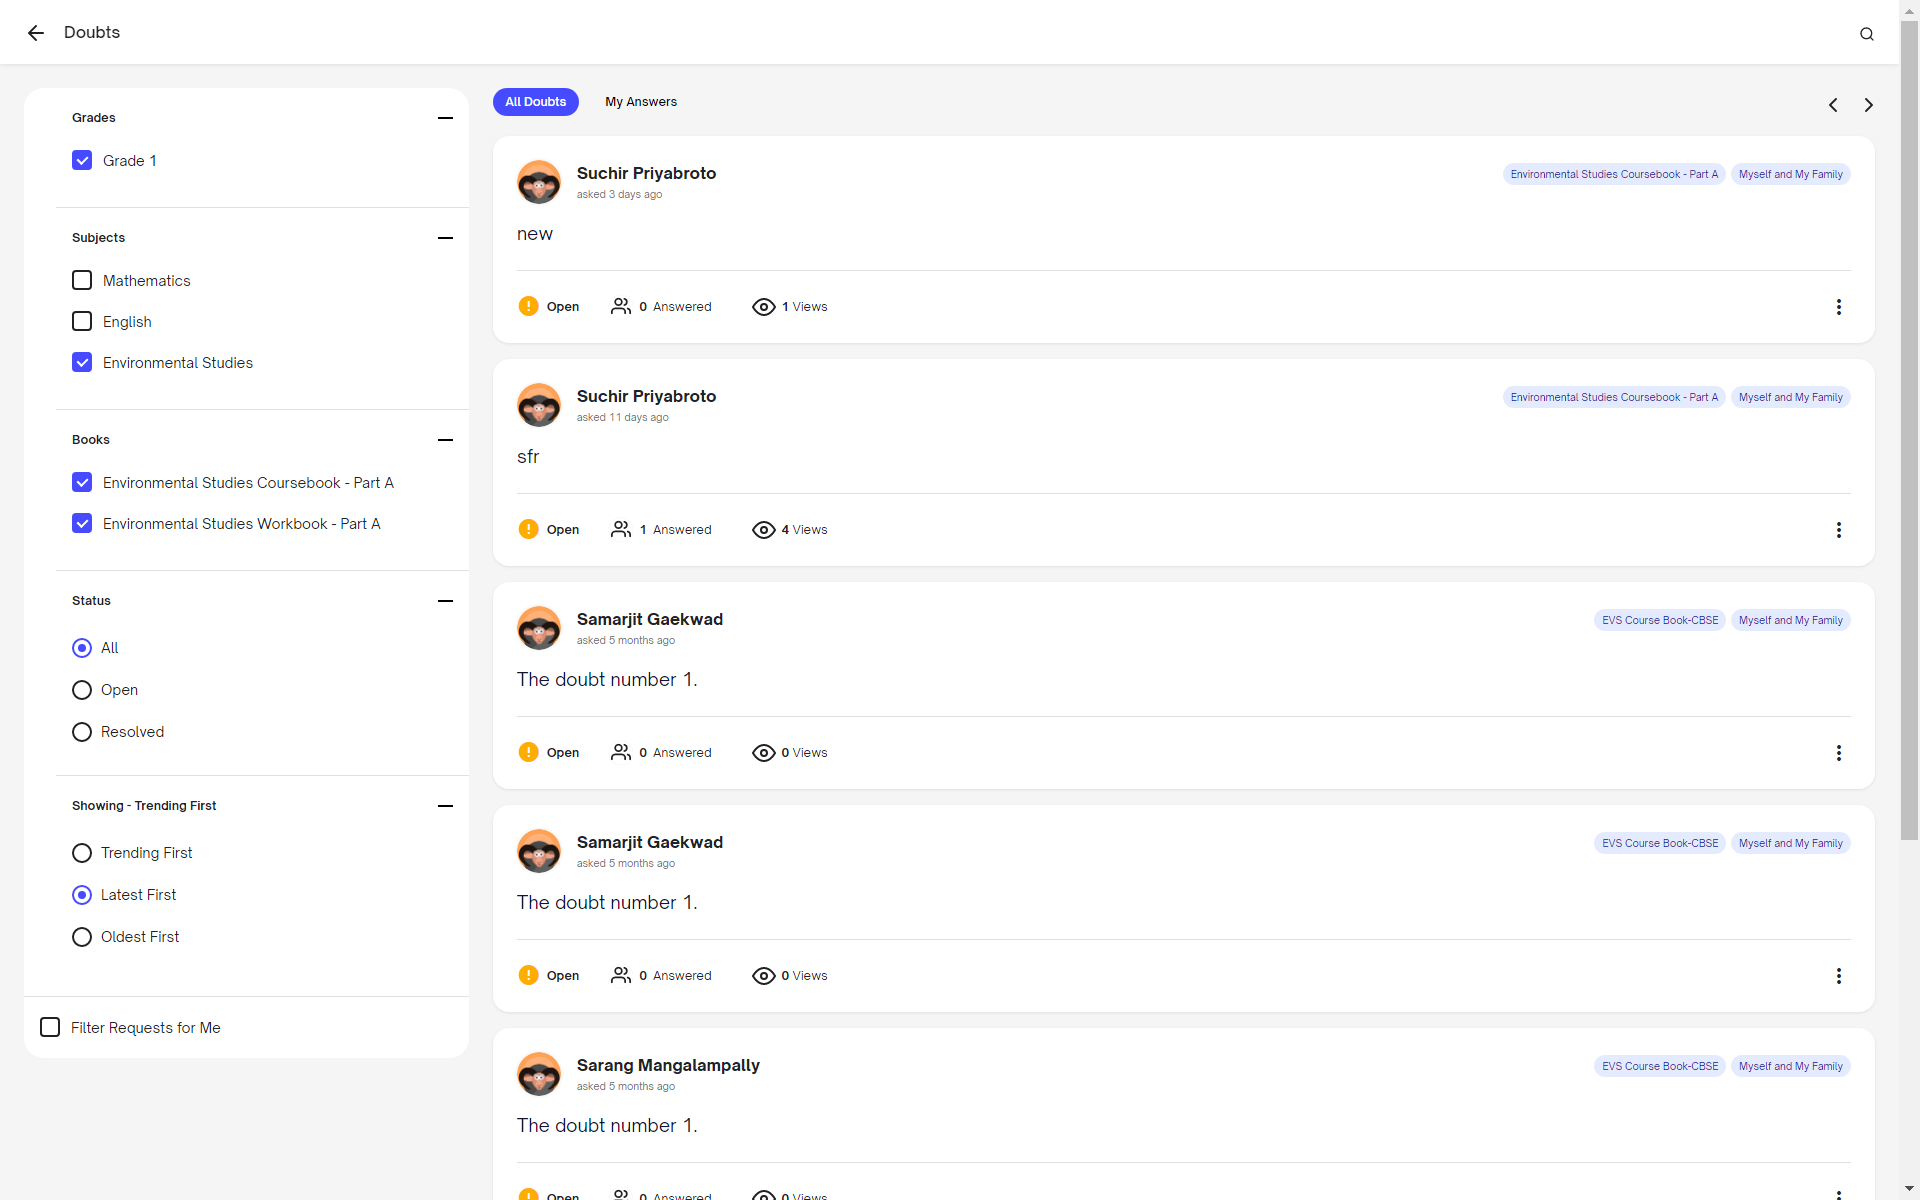 Doubts
Grades
Grade 1
Subjects
Mathematics
English
Environmental Studies
Books
Environmental Studies Coursebook - Part A
Environmental Studies Workbook - Part A
Status
All
Open
Resolved
Showing - Trending First
Trending First
Latest First
Oldest First
Filter Requests for Me
All Doubts My Answers
Suchir Priyabroto Environmental Studies Coursebook - Part A Myself and My Family
asked 3 days ago
new
Open 0 Answered 1 Views
Suchir Priyabroto Environmental Studies Coursebook - Part A Myself and My Family
asked 11 days ago
sfr
Open 1 Answered 4 Views
Samarjit Gaekwad EVS Course Book-CBSE Myself and My Family
asked 5 months ago
The doubt number 1.
Open 0 Answered 0 Views
Samarjit Gaekwad EVS Course Book-CBSE Myself and My Family
asked 5 months ago
The doubt number 1.
Open 0 Answered 0 Views
Sarang Mangalampally EVS Course Book-CBSE Myself and My Family
asked 5 months ago
The doubt number 1.
Open 0 Answered 0 Views